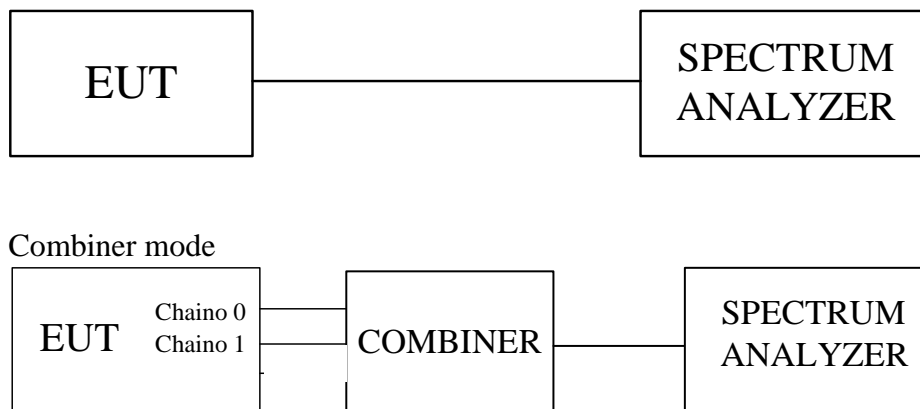 EUT
SPECTRUM
ANALYZER
Combiner mode
EUT
Chaino 0
Chaino 1
COMBINER
SPECTRUM
ANALYZER